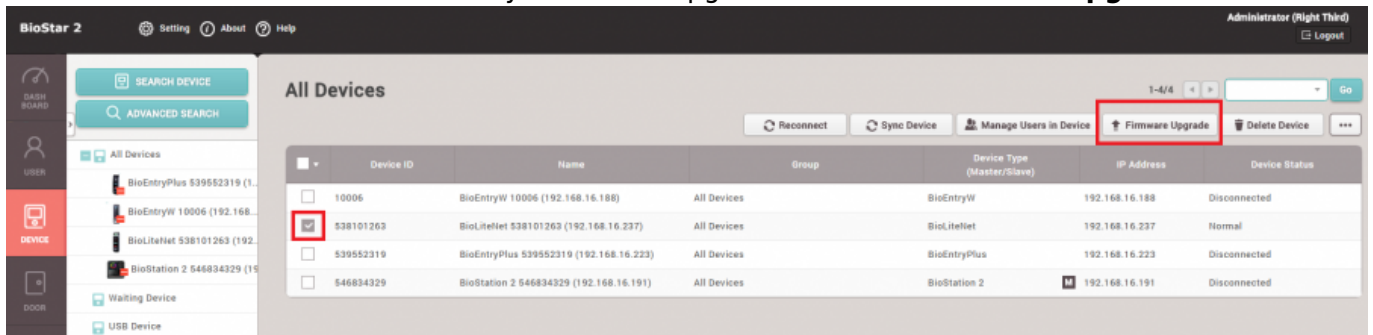 BioStar 2
Setting
About
Help
Administrator (Right Third)
Logout
DASH
BOARD
USER
DEVICE
DOOR
SEARCH DEVICE
ADVANCED SEARCH
All Devices
BioEntryPlus 539552319 (1..
BioEntryW 10006 (192.168...
BioLiteNet 538101263 (192..
BioStation 2 546834329 (19
Waiting Device
USB Device
All Devices
1-4/4
Go
Reconnect
Sync Device
Manage Users in Device
Firmware Upgrade
Delete Device
•••
Device ID Name Group Device Type IP Address Device Status
(Master/Slave)
10006 BioEntryW 10006 (192.168.16.188) All Devices BioEntryW 192.168.16.188 Disconnected
538101263 BioLiteNet 538101263 (192.168.16.237) All Devices BioLiteNet 192.168.16.237 Normal
539552319 BioEntryPlus 539552319 (192.168.16.223) All Devices BioEntryPlus 192.168.16.223 Disconnected
546834329 BioStation 2 546834329 (192.168.16.191) All Devices BioStation 2 M 192.168.16.191 Disconnected